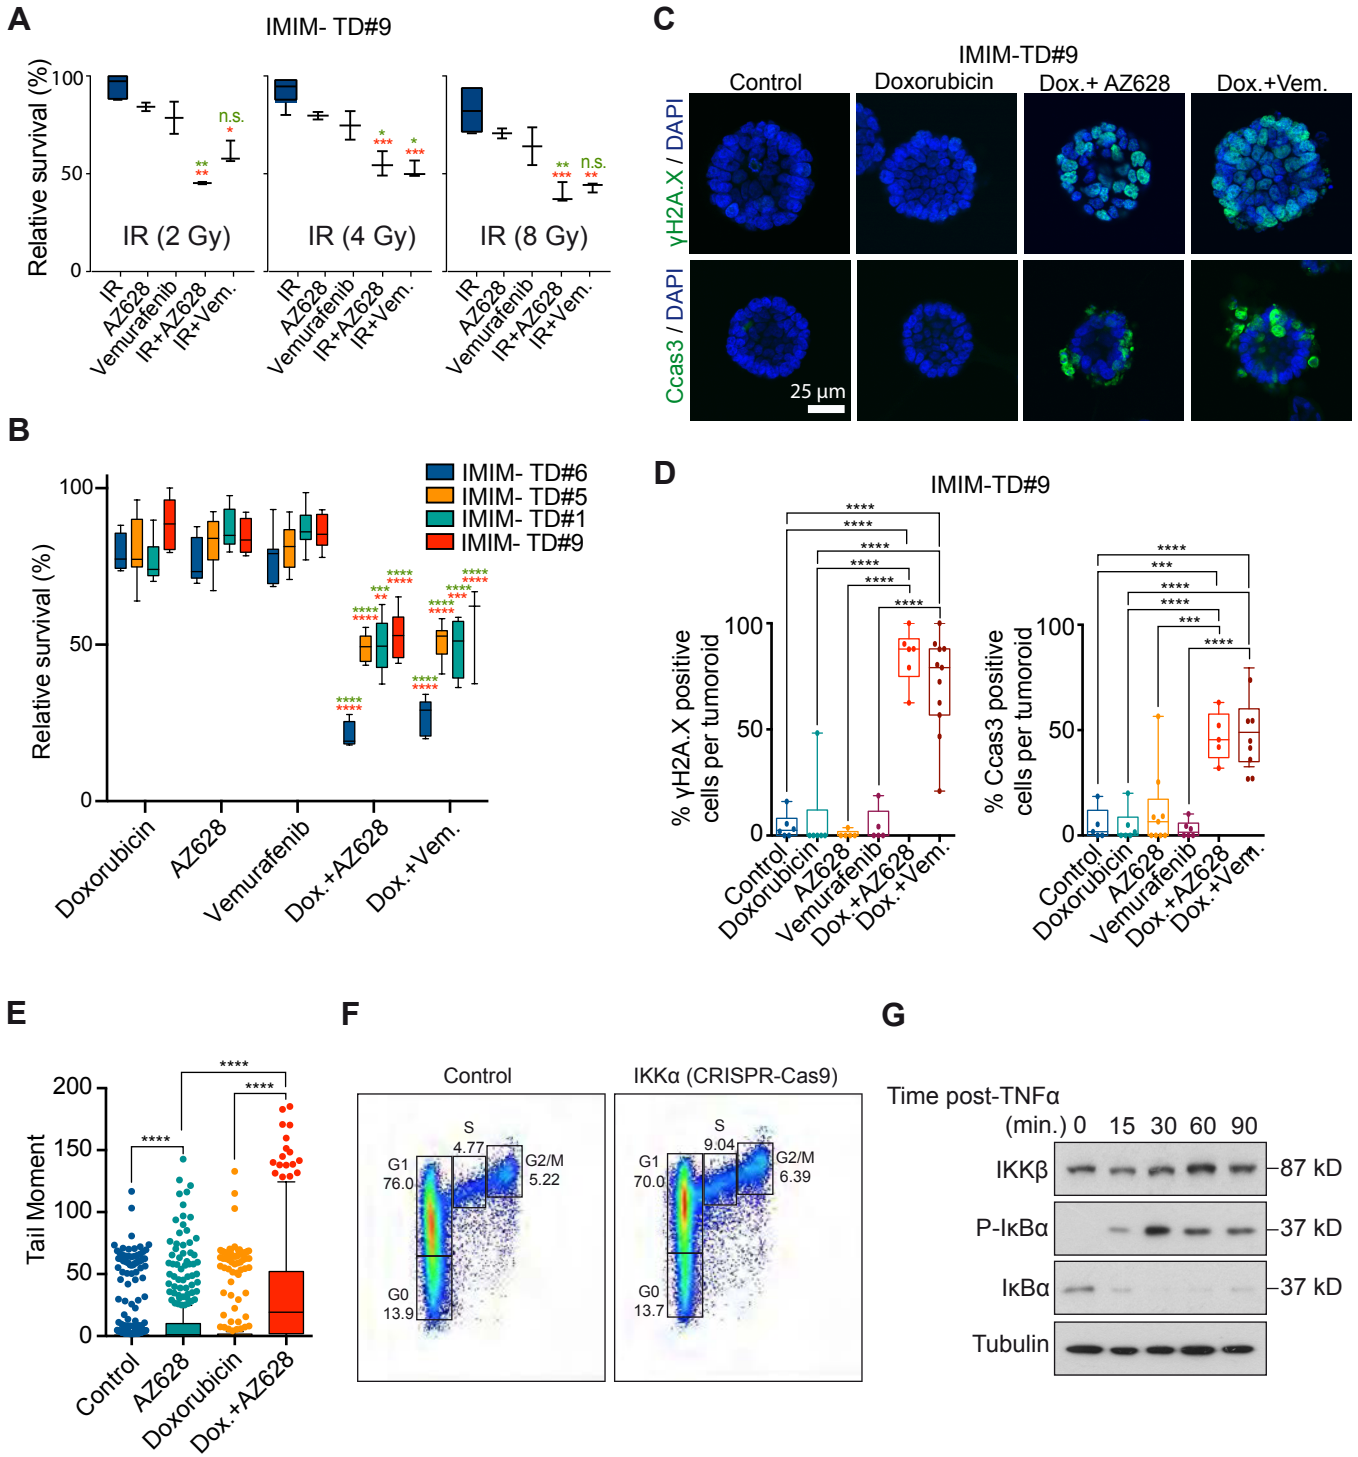 A
IMIM- TD#9
Relative survival (%)
100
50
0
n.s.
*
**
**
IR (2 Gy)
*
***
*
***
IR (4 Gy)
**
***
n.s.
**
IR (8 Gy)
IR
AZ628
Vemurafenib
IR+AZ628
IR+Vem.
IR
AZ628
Vemurafenib
IR+AZ628
IR+Vem.
IR
AZ628
Vemurafenib
IR+AZ628
IR+Vem.
B
IMIM- TD#6
IMIM- TD#5
IMIM- TD#1
IMIM- TD#9
Relative survival (%)
100
50
0
****
****
****
****
***
**
****
****
****
****
****
****
****
***
****
****
Doxorubicin
AZ628
Vemurafenib
Dox.+AZ628
Dox.+Vem.
C
IMIM-TD#9
Control
Doxorubicin
Dox.+ AZ628
Dox.+Vem.
γH2A.X / DAPI
Ccas3 / DAPI
25 µm
D
IMIM-TD#9
% γH2A.X positive
cells per tumoroid
100
50
0
****
****
****
****
****
****
Control
Doxorubicin
AZ628
Vemurafenib
Dox.+AZ628
Dox.+Vem.
% Ccas3 positive
cells per tumoroid
100
50
0
****
***
****
****
***
****
Control
Doxorubicin
AZ628
Vemurafenib
Dox.+AZ628
Dox.+Vem.
E
Tail Moment
200
150
100
50
0
****
****
****
Control
AZ628
Doxorubicin
Dox.+AZ628
F
Control
IKKα (CRISPR-Cas9)
S
4.77
G1
76.0
G2/M
5.22
G0
13.9
S
9.04
G1
70.0
G2/M
6.39
G0
13.7
G
Time post-TNFα
(min.) 0 15 30 60 90
IKKβ
87 kD
P-IκBα
37 kD
IκBα
37 kD
Tubulin